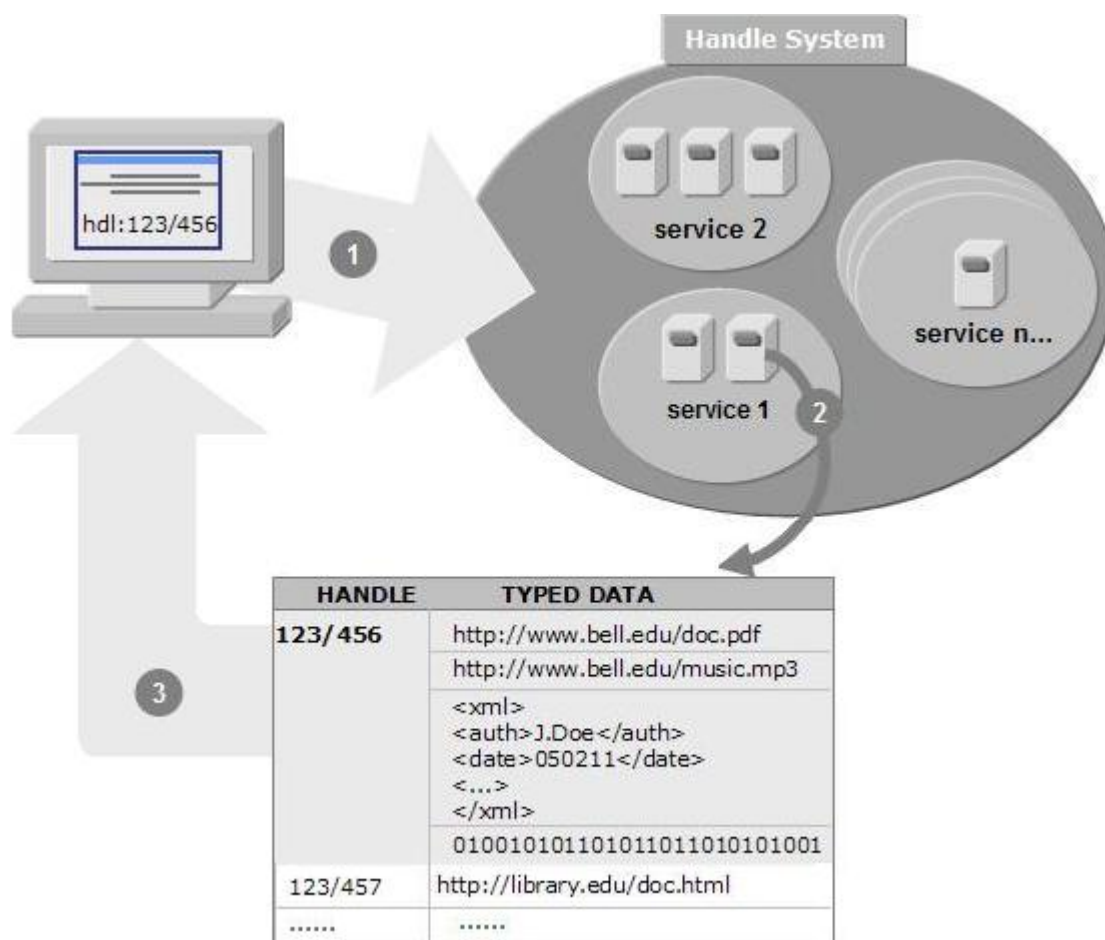 Handle System
hdl:123/456
1
service 2
service n...
service 1
2
HANDLE TYPED DATA
123/456 http://www.bell.edu/doc.pdf
http://www.bell.edu/music.mp3
<xml>
<auth>J.Doe</auth>
<date>050211</date>
<...>
</xml>
010010101101011011010101001
3
123/457 http://library.edu/doc.html
...... ......